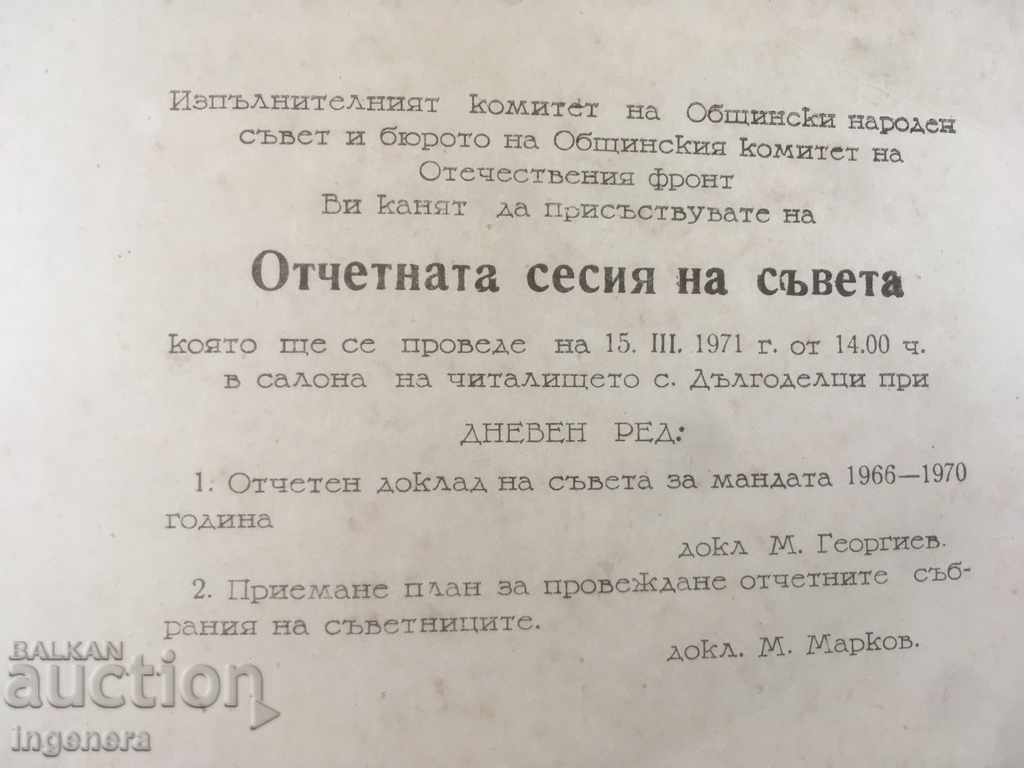 Изпълнителният комитет на Общински народен
съвет и бюрото на Общинския комитет на
Отечествения фронт
Ви канят да присъствувате на
Отчетната сесия на съвета
която ще се проведе на 15. III. 1971 г. от 14.00 ч.
в салона на читалището с. Дългоделци при
ДНЕВЕН РЕД:
1. Отчетен доклад на съвета за мандата 1966—1970
година
докл М. Георгиев.
2. Приемане план за провеждане отчетните съб-
рания на съветниците.
докл. М. Марков.
BALKAN
auction
ingenera